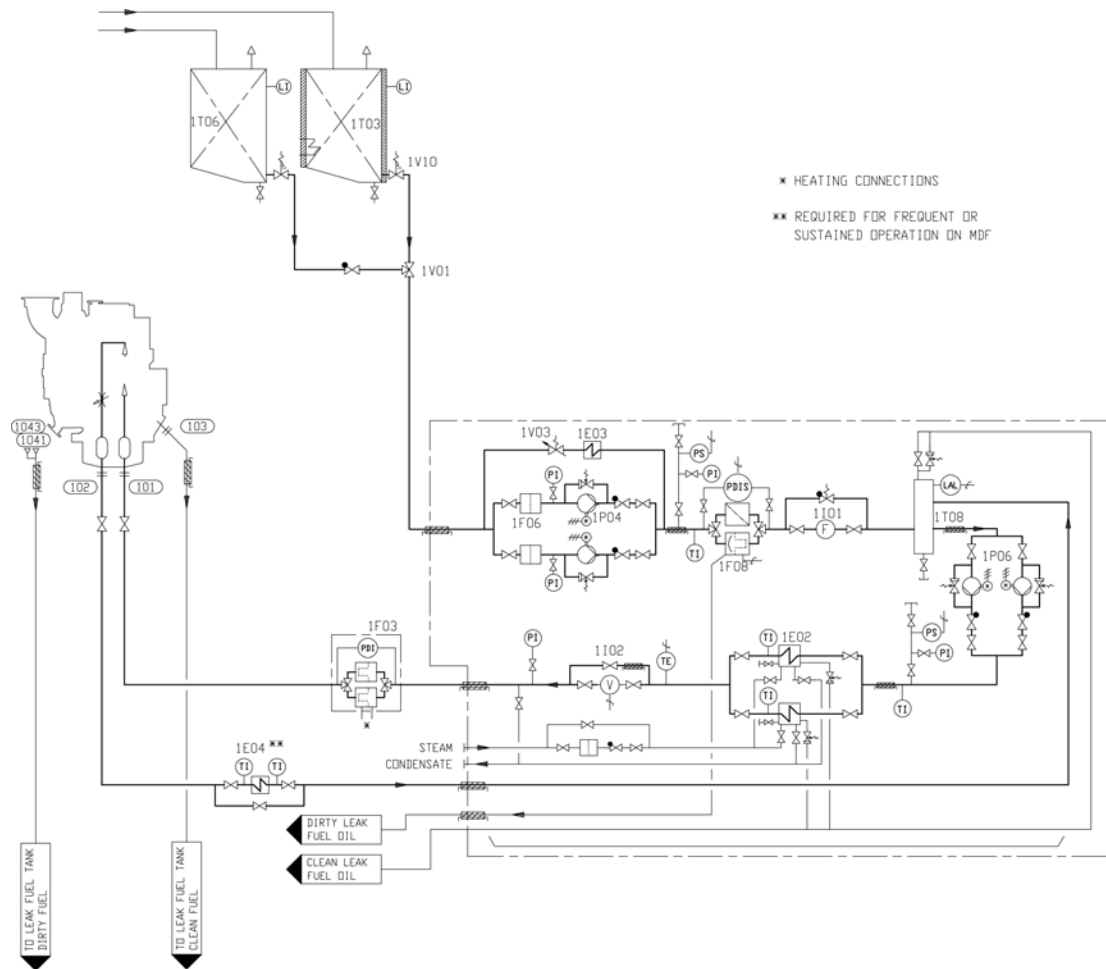 LI
LI
1T06
1T03
1V10
* HEATING CONNECTIONS
** REQUIRED FOR FREQUENT OR
SUSTAINED OPERATION ON MDF
1V01
1043
1041
103
102
101
1V03
1E03
PS
PI
PI
PDIS
LAL
1F06
1P04
1I01
F
1T08
TI
1F08
PI
1P06
1F03
PDI
PI
1I02
TE
TI
1E02
PS
PI
V
TI
TI
*
STEAM
CONDENSATE
1E04 **
TI
TI
DIRTY LEAK
FUEL OIL
CLEAN LEAK
FUEL OIL
TO LEAK FUEL TANK
DIRTY FUEL
TO LEAK FUEL TANK
CLEAN FUEL